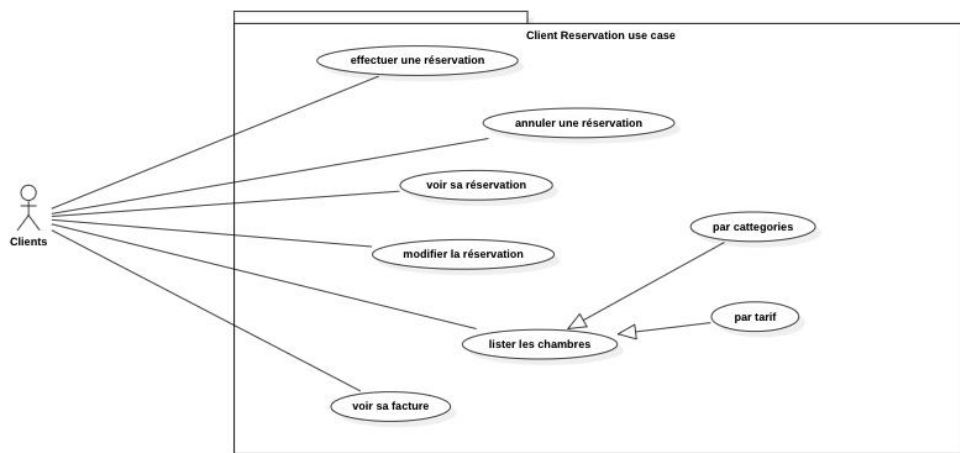 Client Reservation use case
effectuer une réservation
annuler une réservation
voir sa réservation
par cattegories
Clients
modifier la réservation
par tarif
lister les chambres
voir sa facture